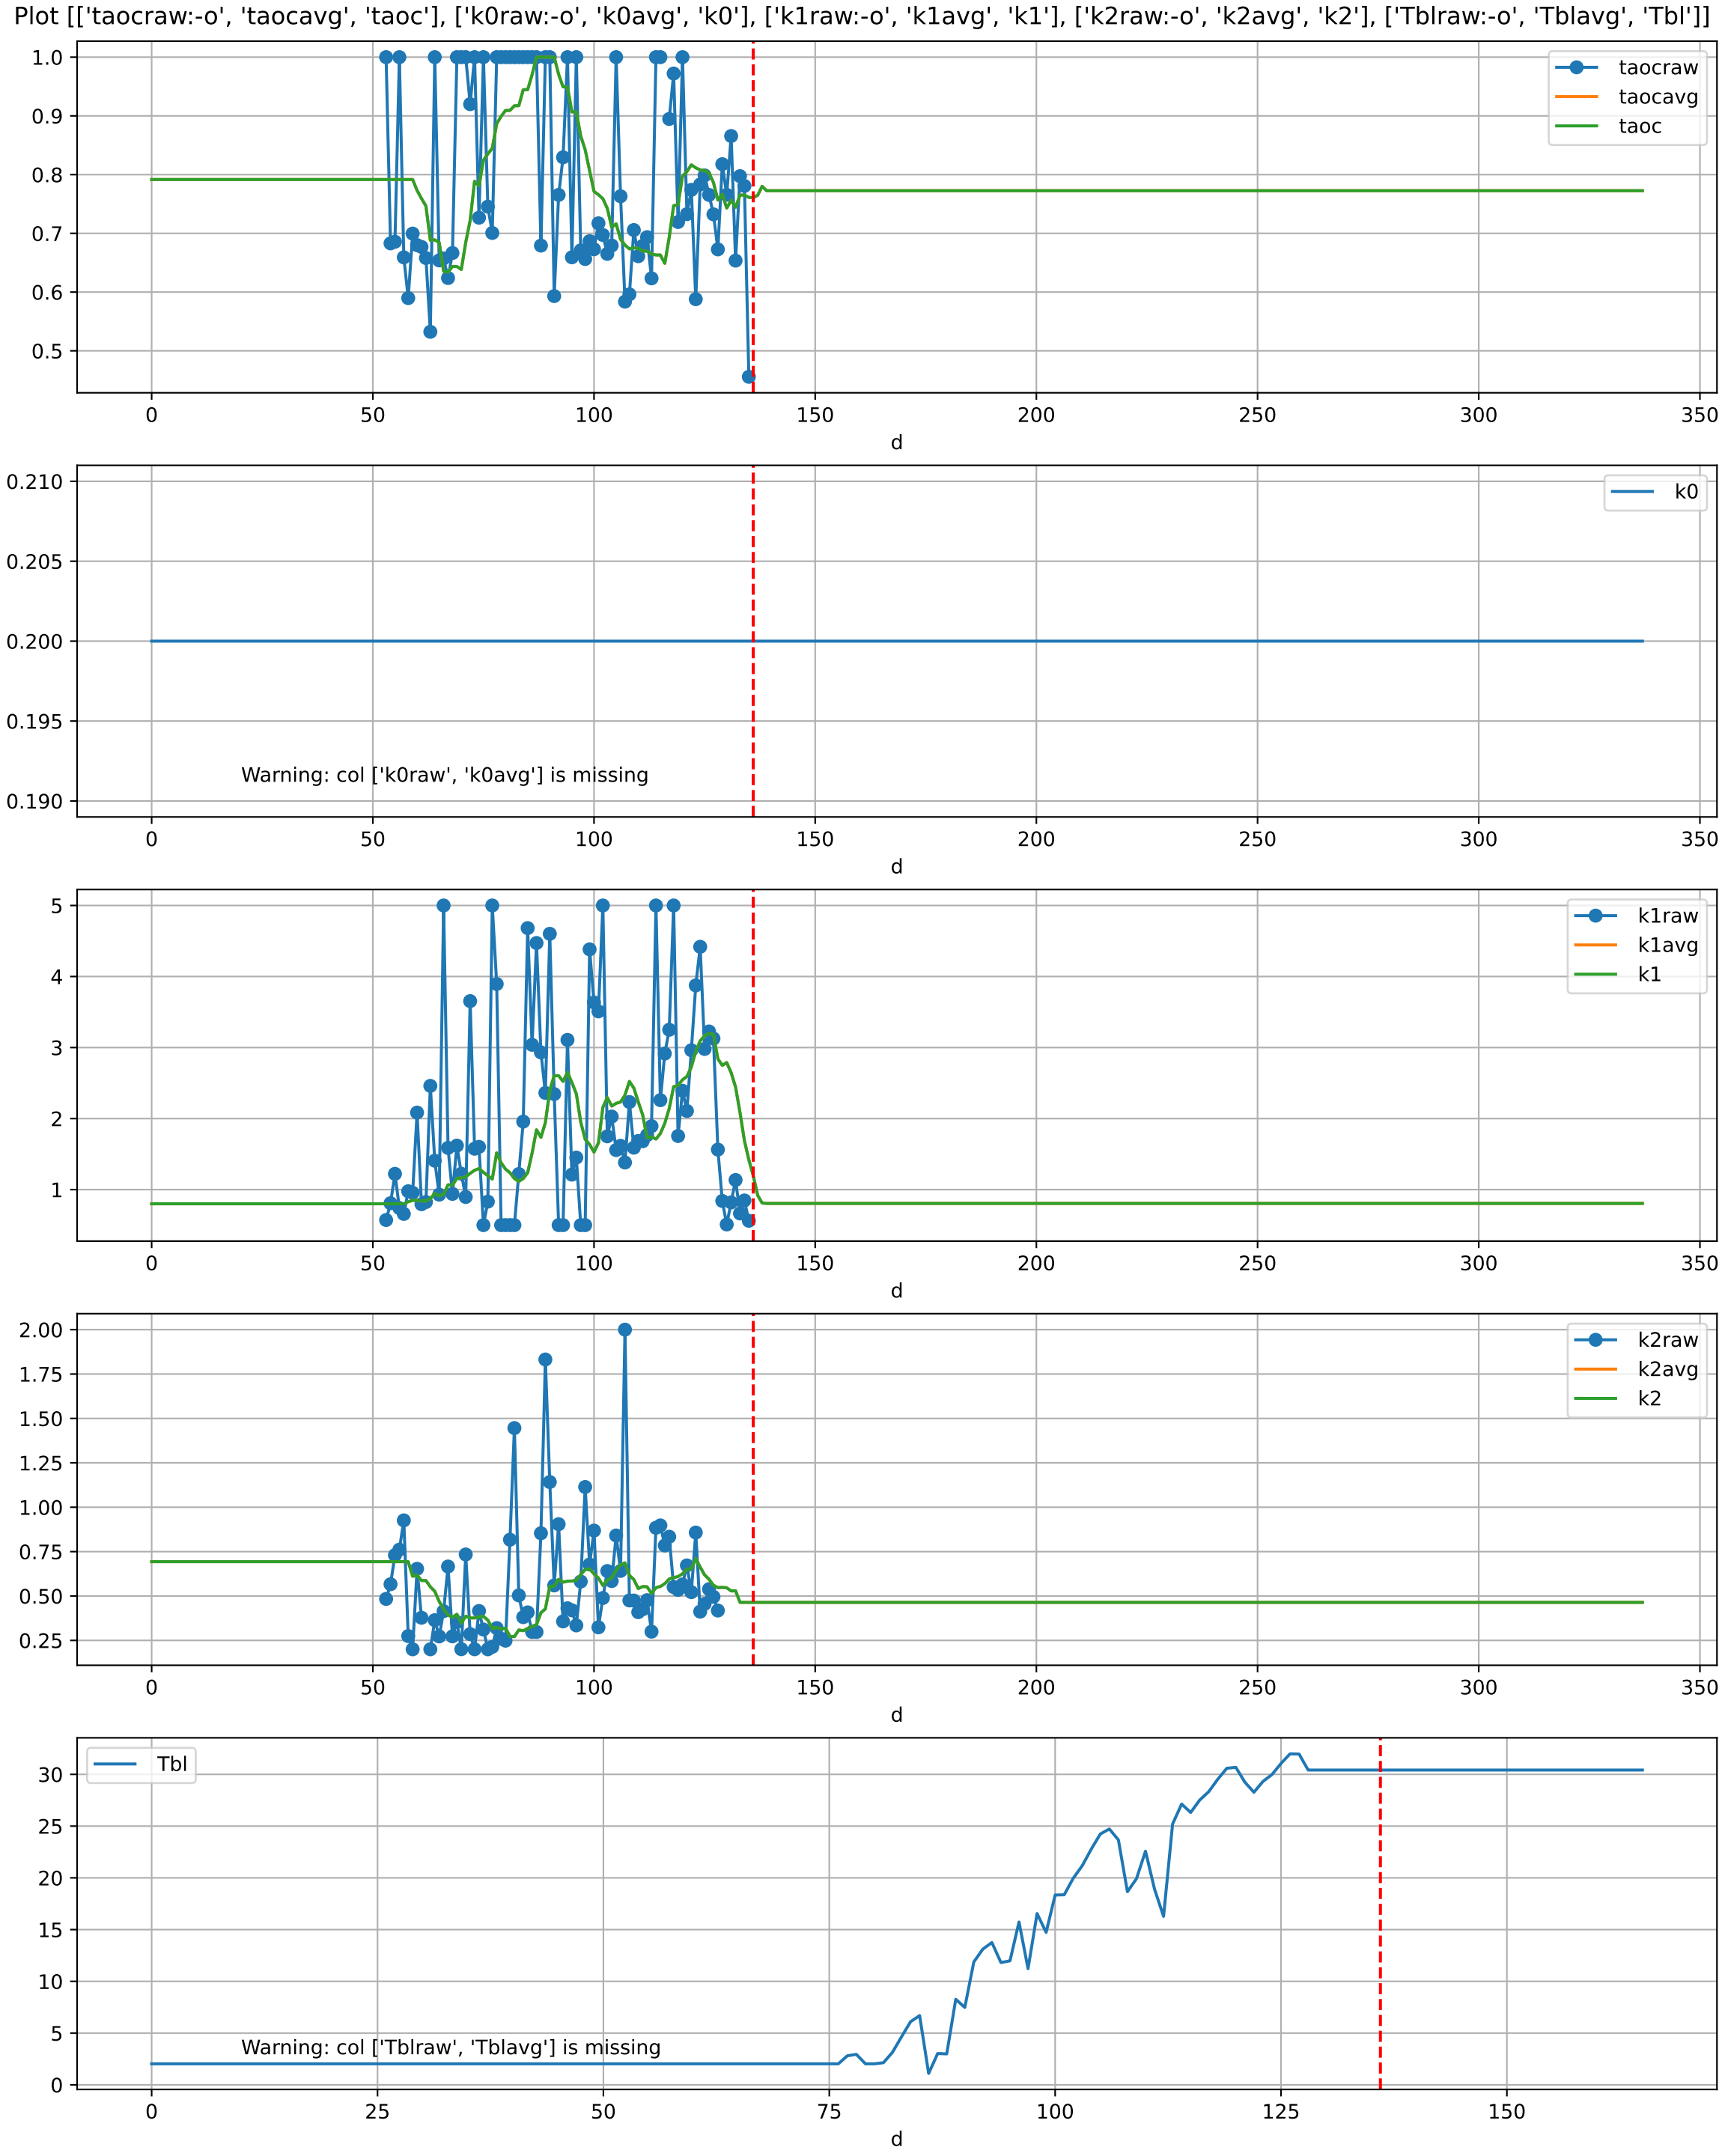 Plot [['taocraw:-o', 'taocavg', 'taoc'], ['k0raw:-o', 'k0avg', 'k0'], ['k1raw:-o', 'k1avg', 'k1'], ['k2raw:-o', 'k2avg', 'k2'], ['Tblraw:-o', 'Tblavg', 'Tbl']]
1.0
0.9
0.8
0.7
0.6
0.5
taocraw
taocavg
taoc
0 50 100 150 200 250 300 350
d
0.210
0.205
0.200
0.195
0.190
k0
Warning: col ['k0raw', 'k0avg'] is missing
0 50 100 150 200 250 300 350
d
5
4
3
2
1
k1raw
k1avg
k1
0 50 100 150 200 250 300 350
d
2.00
1.75
1.50
1.25
1.00
0.75
0.50
0.25
k2raw
k2avg
k2
0 50 100 150 200 250 300 350
d
Tbl
30
25
20
15
10
5
0
Warning: col ['Tblraw', 'Tblavg'] is missing
0 25 50 75 100 125 150
d